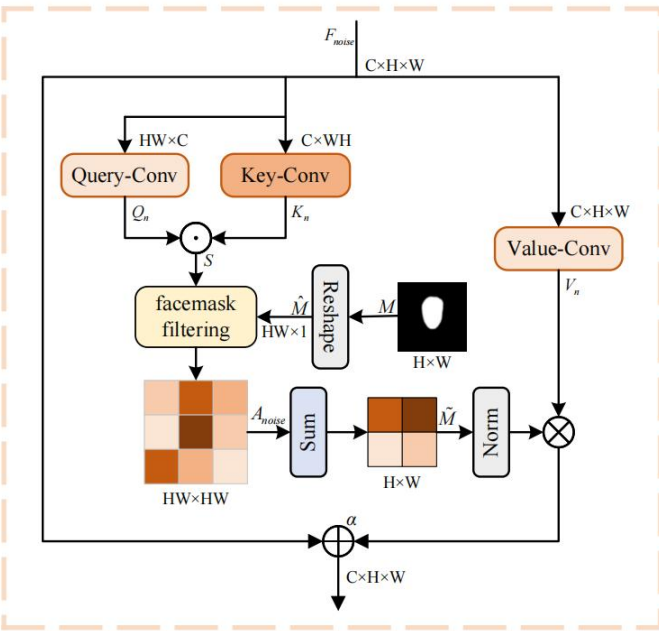 F_noise
C×H×W
HW×C
C×WH
Query-Conv
Key-Conv
Q_n
K_n
C×H×W
Value-Conv
V_n
S
facemask
filtering
M̂
HW×1
Reshape
M
H×W
A_noise
Sum
M̃
Norm
HW×HW
H×W
α
C×H×W